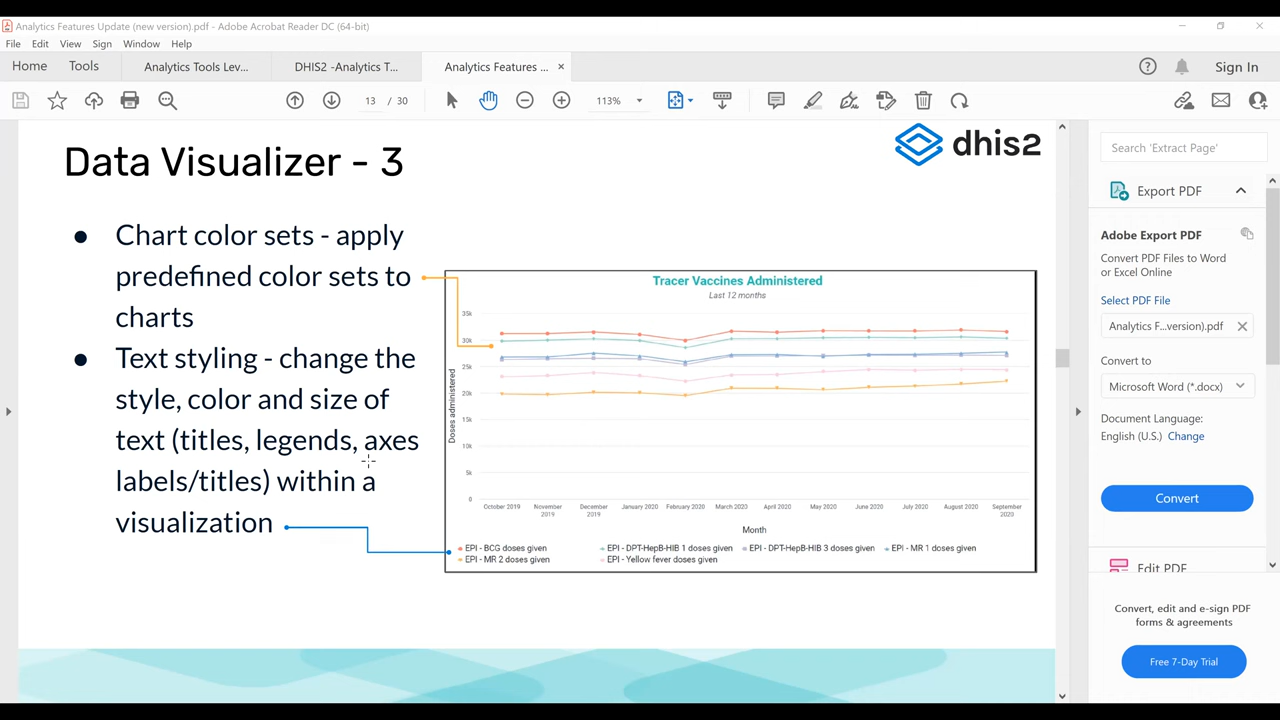 Analytics Features Update (new version).pdf - Adobe Acrobat Reader DC (64-bit)
File Edit View Sign Window Help
Home Tools Analytics Tools Lev... DHIS2 -Analytics T... Analytics Features ... × Sign In
13 / 30 113%
Data Visualizer - 3
dhis2
● Chart color sets - apply
predefined color sets to
charts
● Text styling - change the
style, color and size of
text (titles, legends, axes
labels/titles) within a
visualization
Tracer Vaccines Administered
Last 12 months
Doses administered
35k
30k
25k
20k
15k
10k
5k
0
October 2019 November 2019 December 2019 January 2020 February 2020 March 2020 April 2020 May 2020 June 2020 July 2020 August 2020 September 2020
Month
EPI - BCG doses given EPI - DPT-HepB-HIB 1 doses given EPI - DPT-HepB-HIB 3 doses given EPI - MR 1 doses given
EPI - MR 2 doses given EPI - Yellow fever doses given
Search 'Extract Page'
Export PDF
Adobe Export PDF
Convert PDF Files to Word
or Excel Online
Select PDF File
Analytics F...version).pdf
Convert to
Microsoft Word (*.docx)
Document Language:
English (U.S.) Change
Convert
Edit PDF
Convert, edit and e-sign PDF
forms & agreements
Free 7-Day Trial